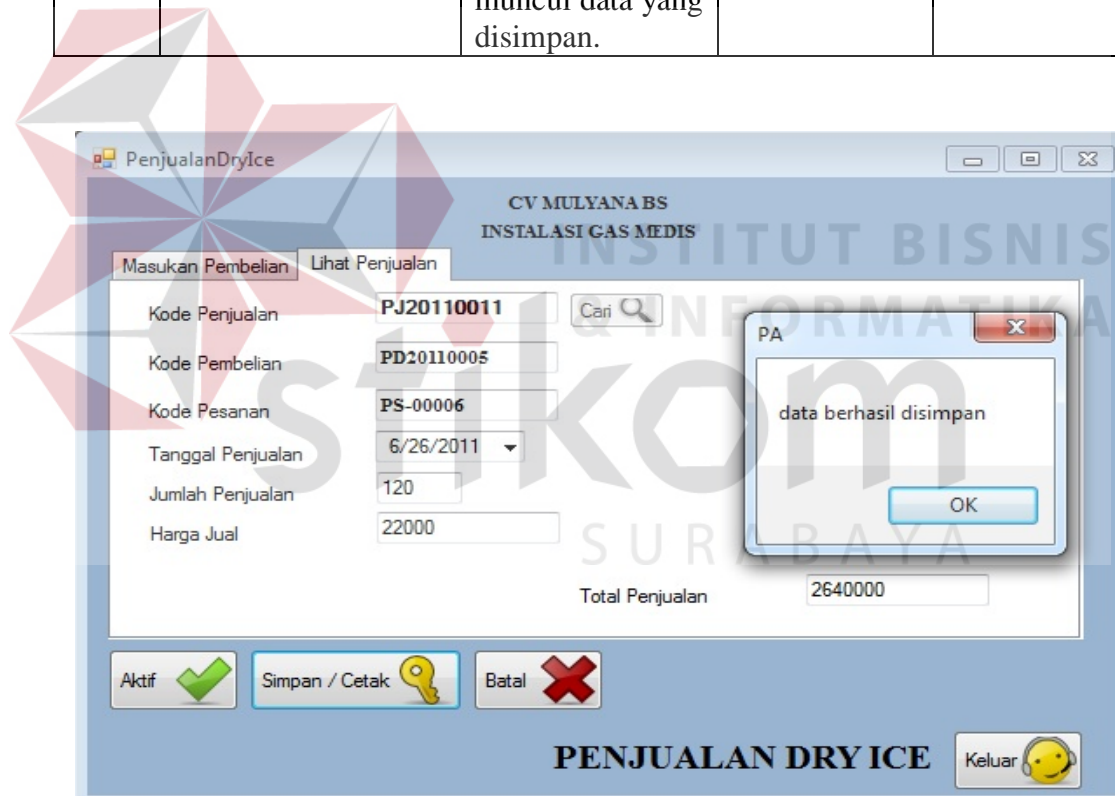 muncul data yang
disimpan.
PenjualanDryIce
CV MULYANA BS
INSTALASI GAS MEDIS
INSTITUT BISNIS
& INFORMATIKA
stikom
SURABAYA
Masukan Pembelian Lihat Penjualan
Kode Penjualan PJ20110011 Cari
Kode Pembelian PD20110005
Kode Pesanan PS-00006
Tanggal Penjualan 6/26/2011
Jumlah Penjualan 120
Harga Jual 22000
Total Penjualan 2640000
PA
data berhasil disimpan
OK
Aktif Simpan / Cetak Batal
PENJUALAN DRY ICE Keluar